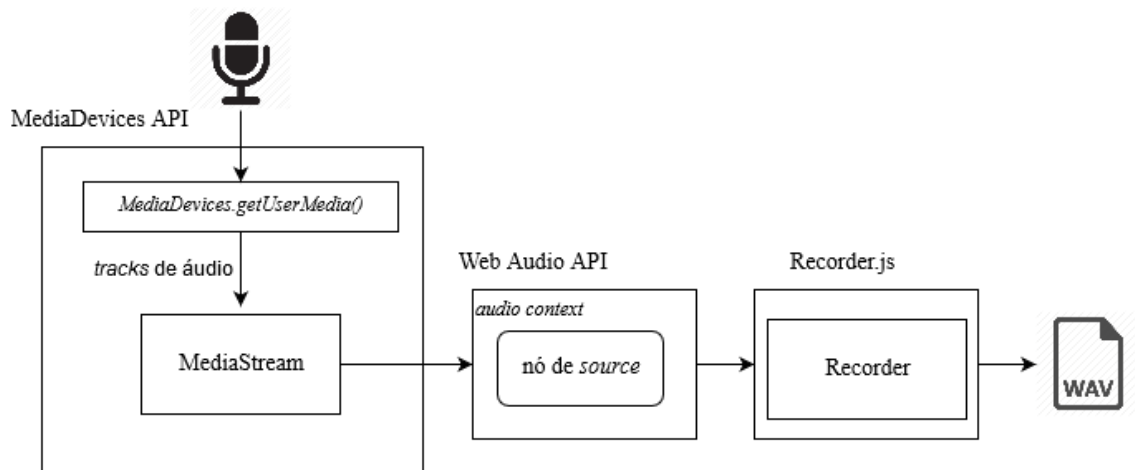 MediaDevices API
MediaDevices.getUserMedia()
tracks de áudio
MediaStream
Web Audio API
audio context
nó de source
Recorder.js
Recorder
WAV